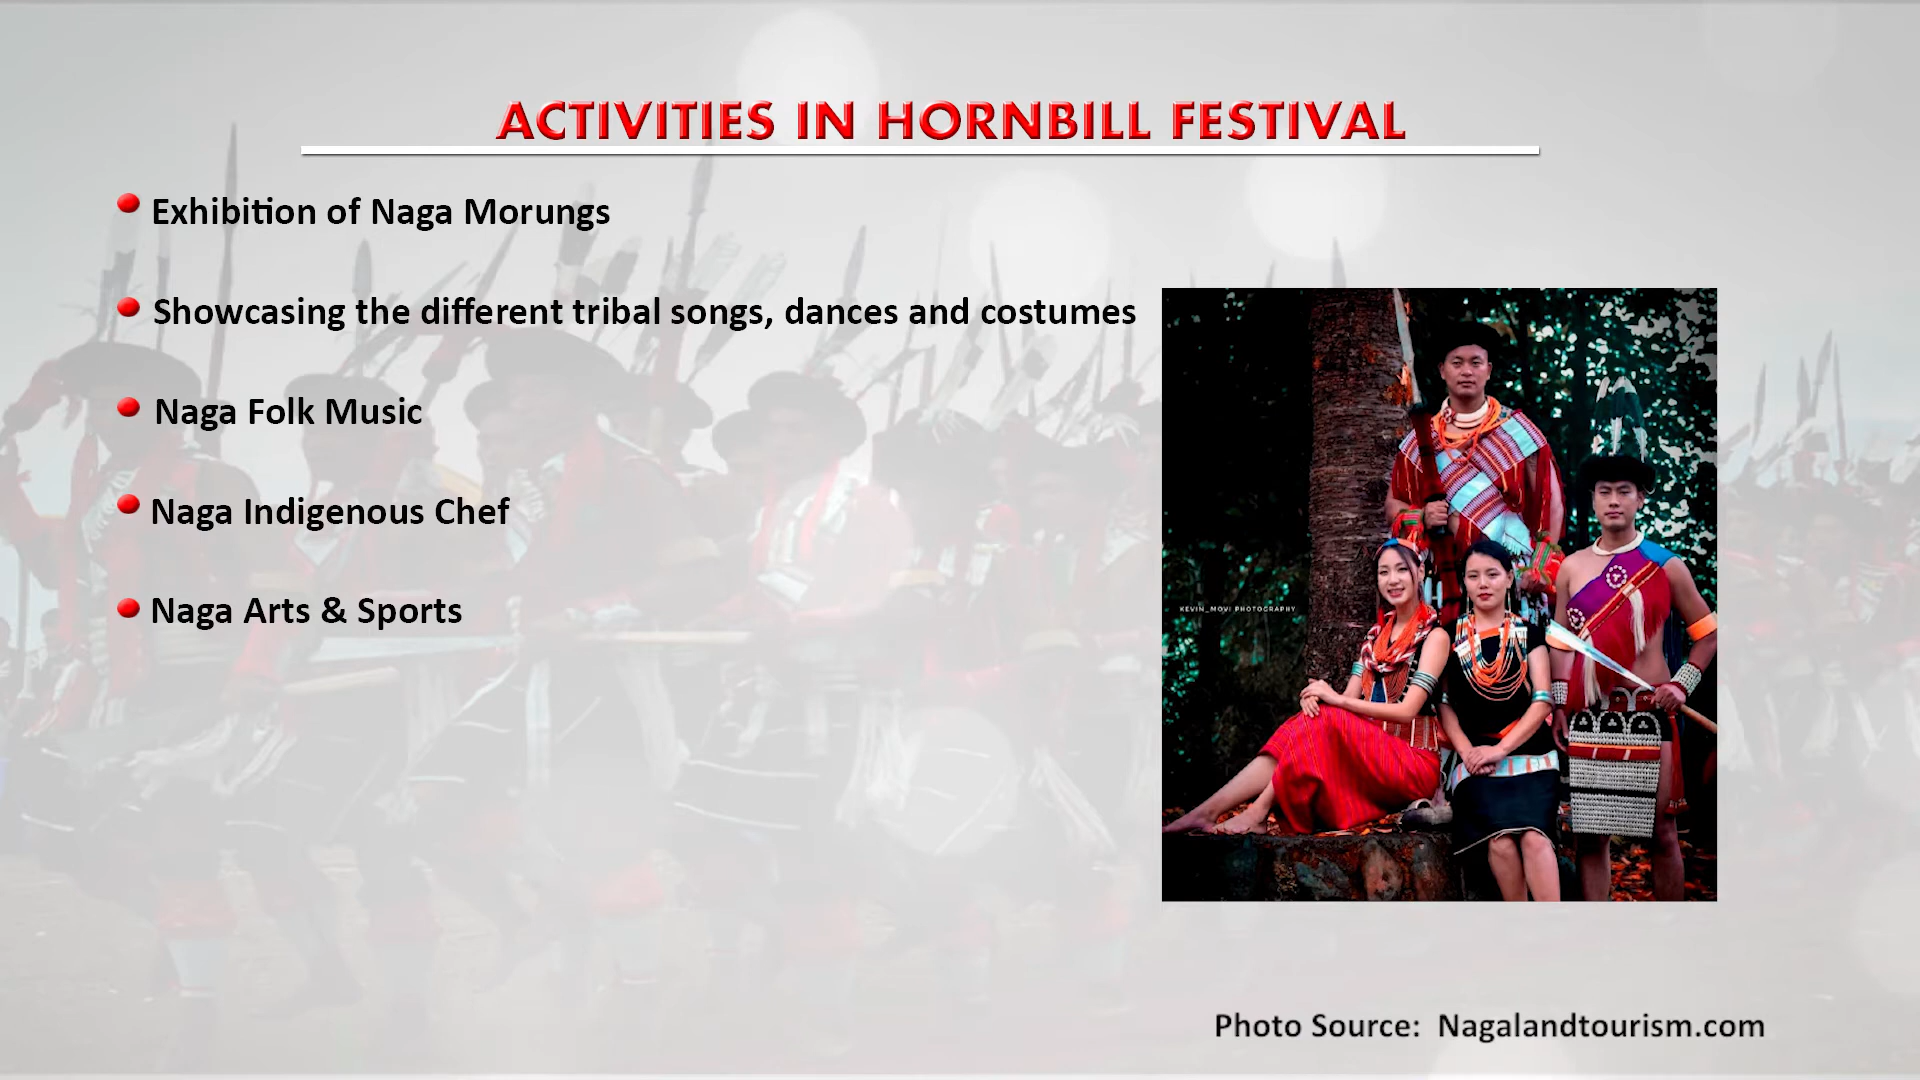 ACTIVITIES IN HORNBILL FESTIVAL
Exhibition of Naga Morungs
Showcasing the different tribal songs, dances and costumes
Naga Folk Music
Naga Indigenous Chef
Naga Arts & Sports
KEVIN_MOVI PHOTOGRAPHY
Photo Source: Nagalandtourism.com